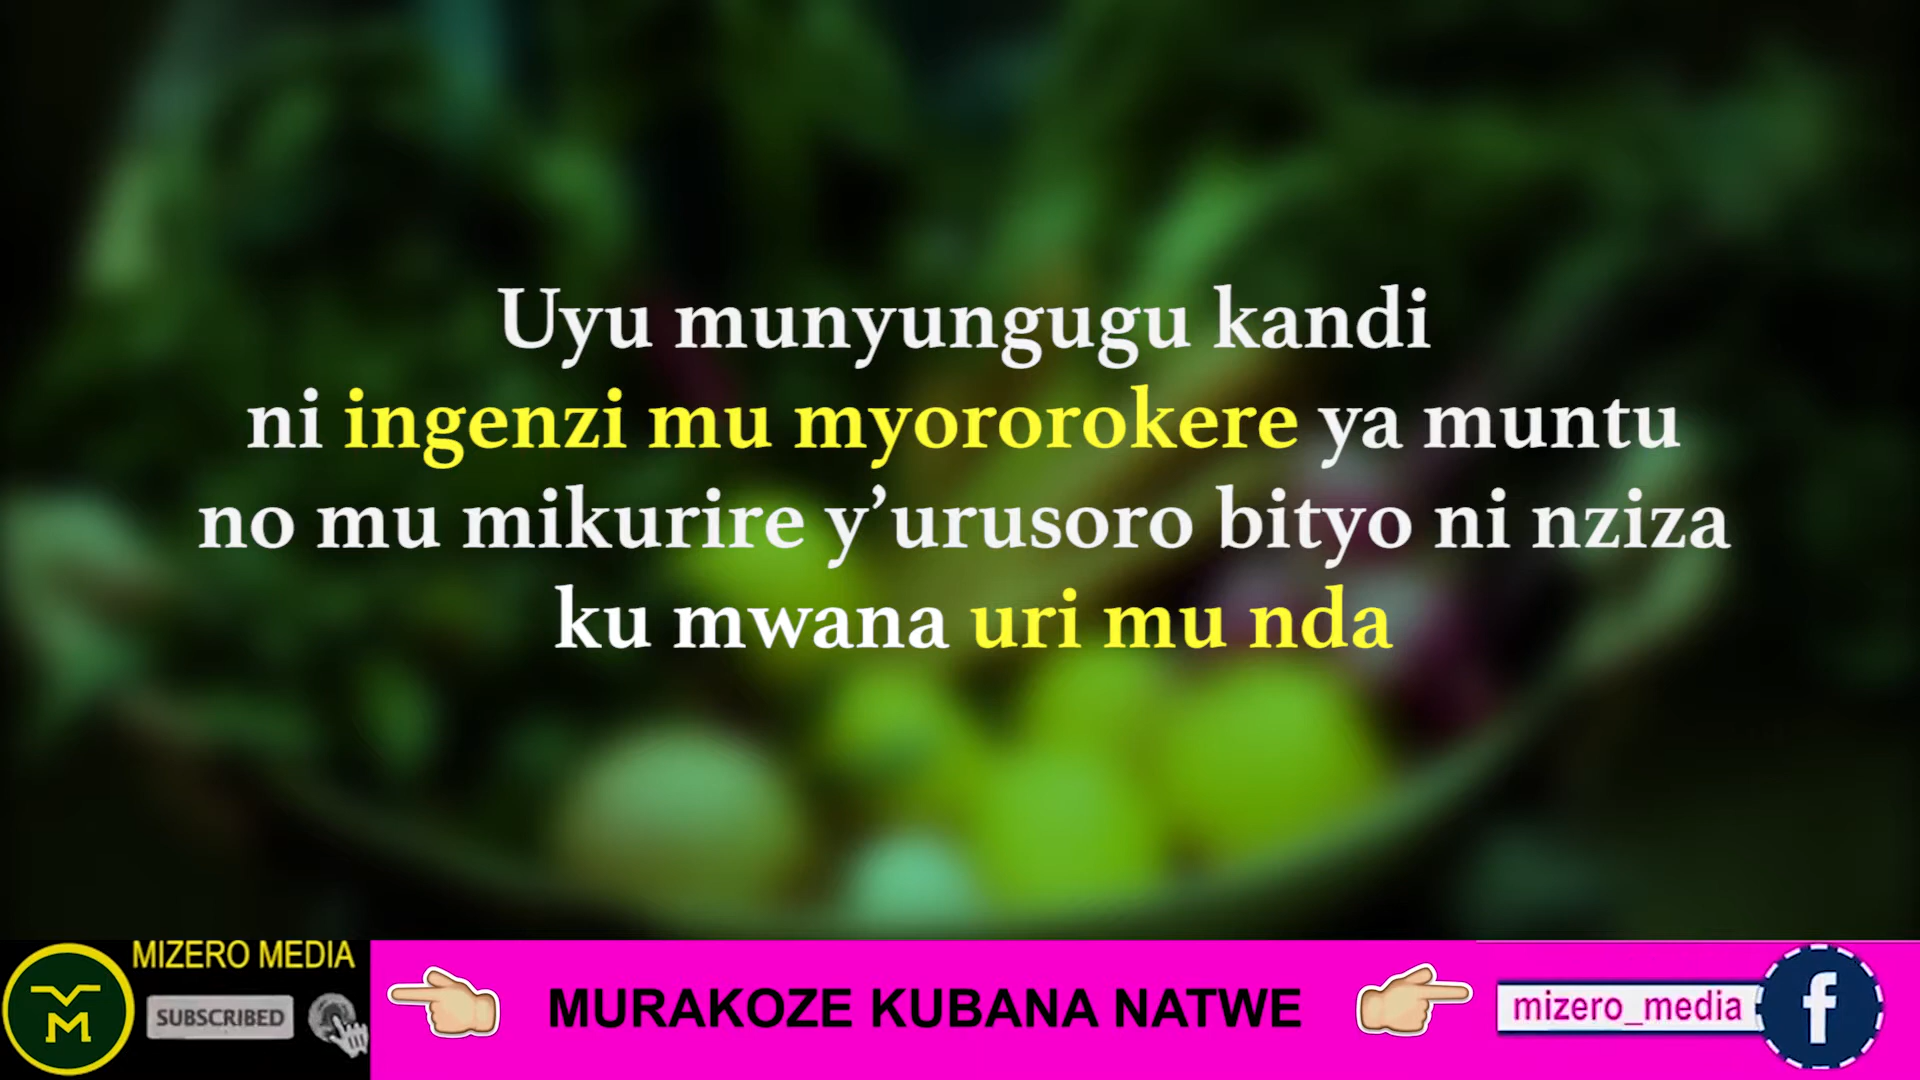 Uyu munyungugu kandi
ni ingenzi mu myororokere ya muntu
no mu mikurire y’urusoro bityo ni nziza
ku mwana uri mu nda
MIZERO MEDIA
SUBSCRIBED
MURAKOZE KUBANA NATWE
mizero_media
f